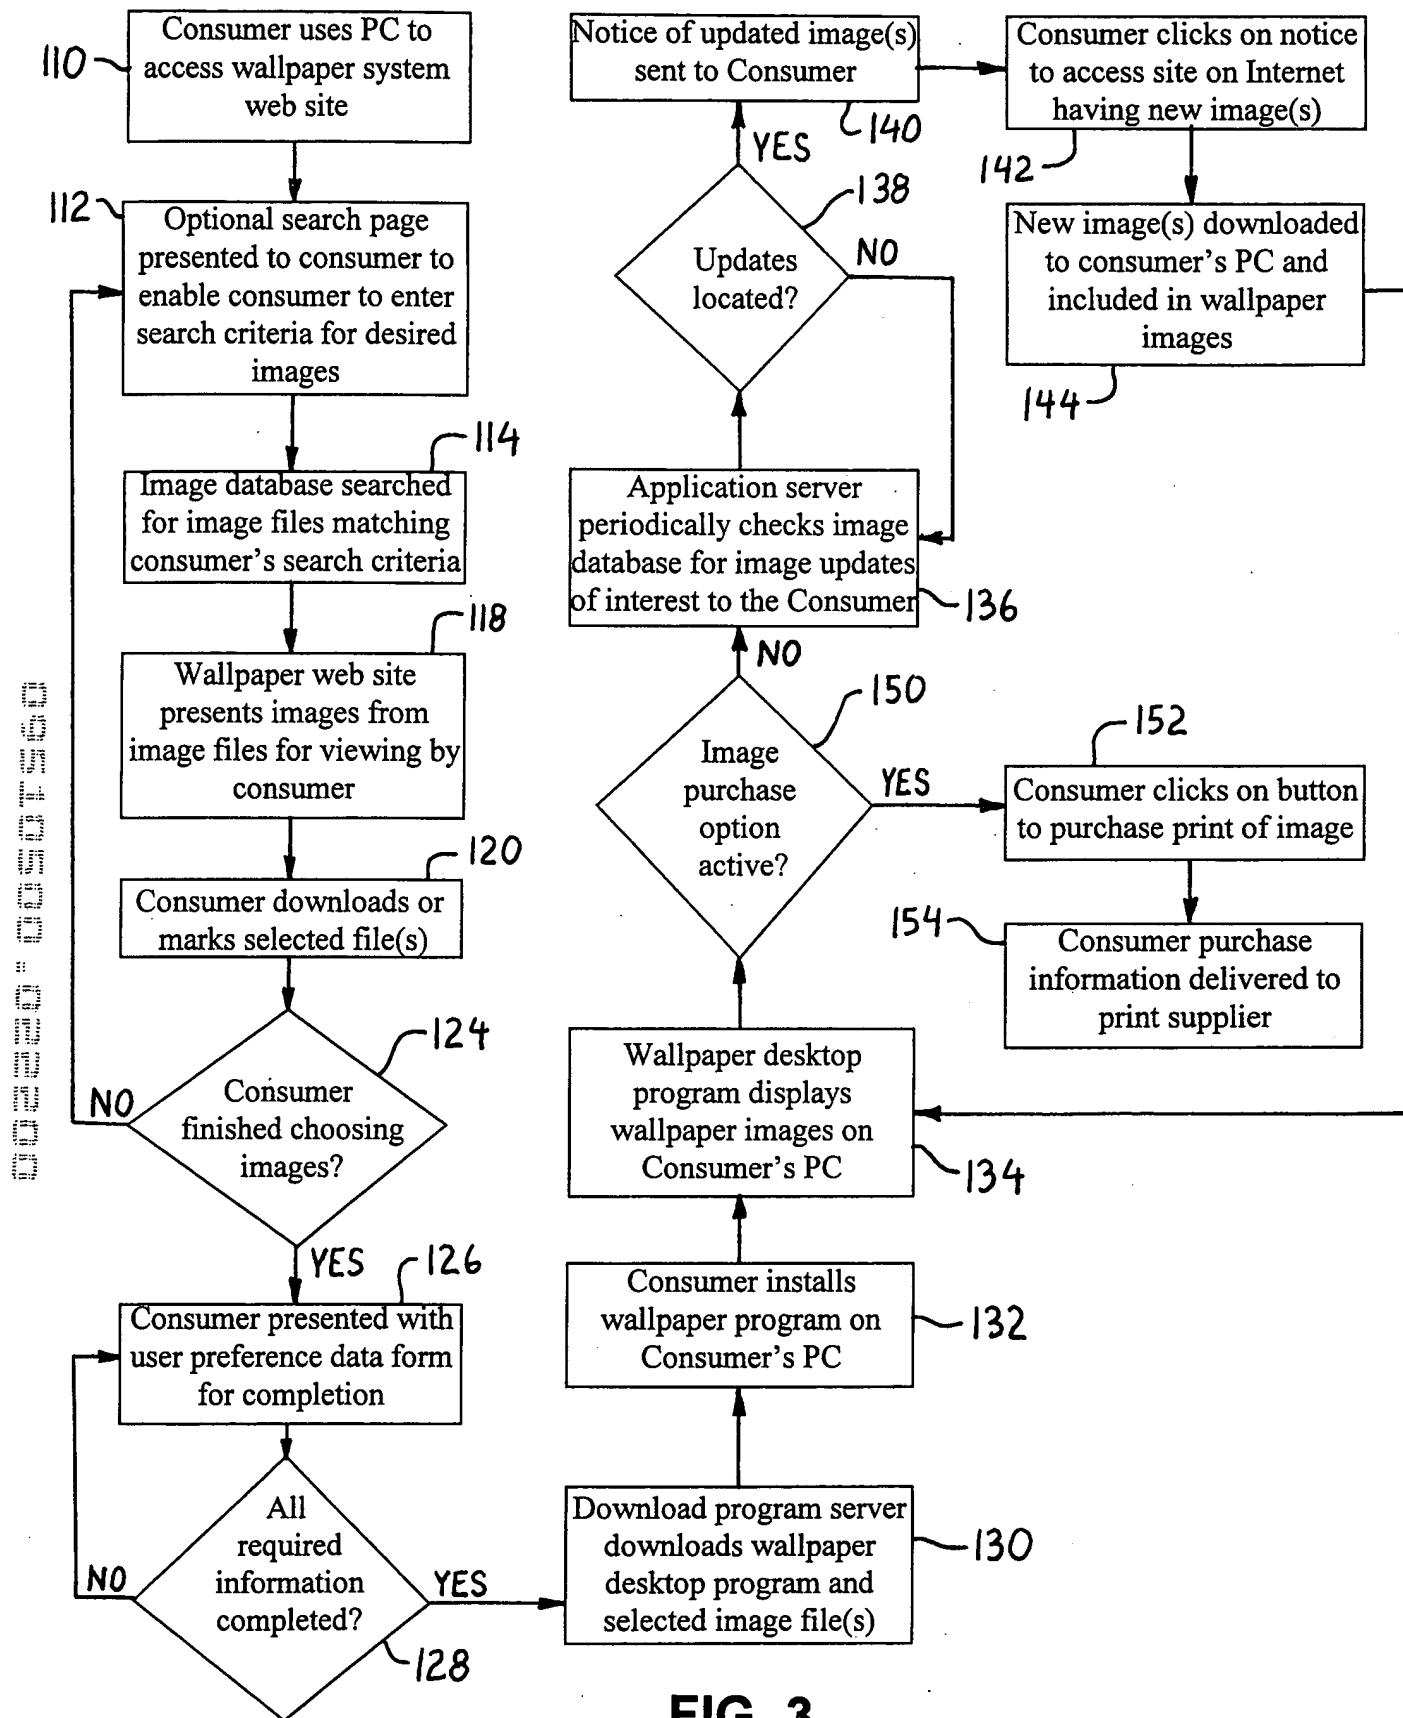 110
Consumer uses PC to
access wallpaper system
web site
112
Optional search page
presented to consumer to
enable consumer to enter
search criteria for desired
images
114
Image database searched
for image files matching
consumer's search criteria
118
Wallpaper web site
presents images from
image files for viewing by
consumer
120
Consumer downloads or
marks selected file(s)
124
Consumer
finished choosing
images?
NO
YES
126
Consumer presented with
user preference data form
for completion
All
required
information
completed?
NO
YES
128
Download program server
downloads wallpaper
desktop program and
selected image file(s)
130
Consumer installs
wallpaper program on
Consumer's PC
132
Wallpaper desktop
program displays
wallpaper images on
Consumer's PC
134
Image
purchase
option
active?
150
YES
NO
152
Consumer clicks on button
to purchase print of image
154
Consumer purchase
information delivered to
print supplier
Application server
periodically checks image
database for image updates
of interest to the Consumer
136
Updates
located?
138
NO
YES
Notice of updated image(s)
sent to Consumer
140
Consumer clicks on notice
to access site on Internet
having new image(s)
142
New image(s) downloaded
to consumer's PC and
included in wallpaper
images
144
FIG. 3